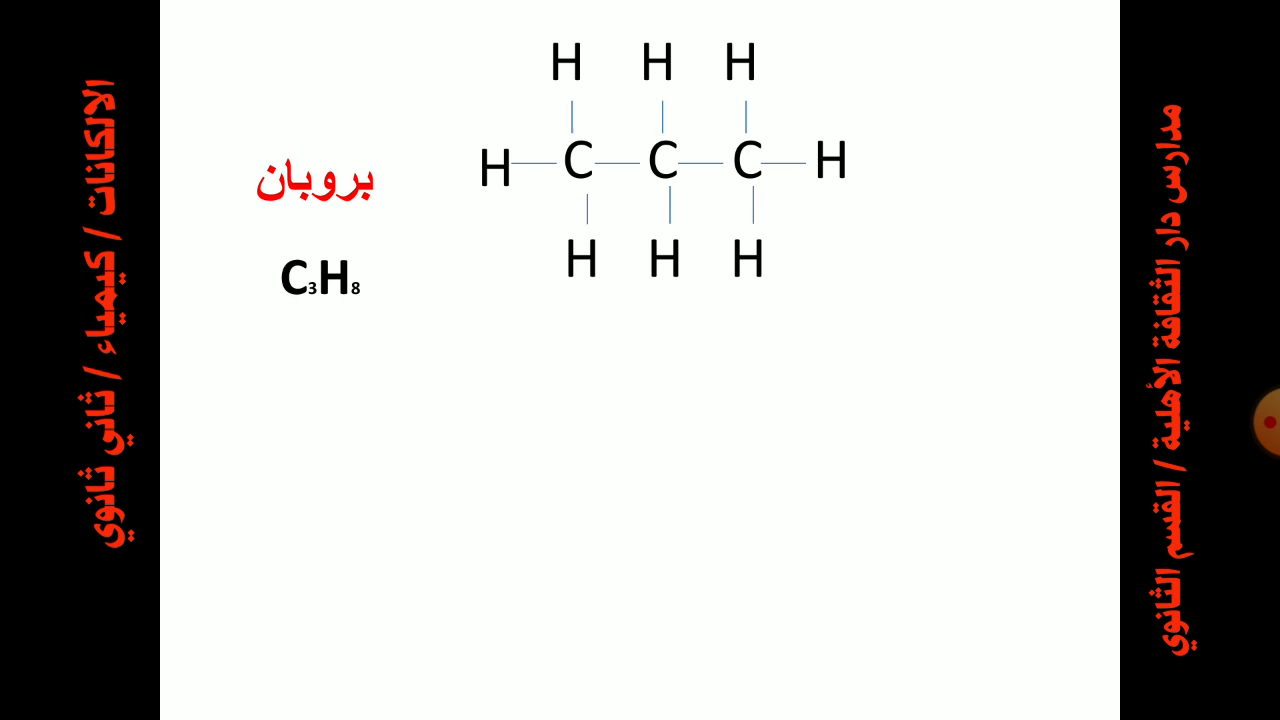 الالكانات / كيمياء / ثاني ثانوي
H H H
H C C C H
H H H
بروبان
C₃H₈
مدارس دار الثقافة الأهلية / القسم الثانوي